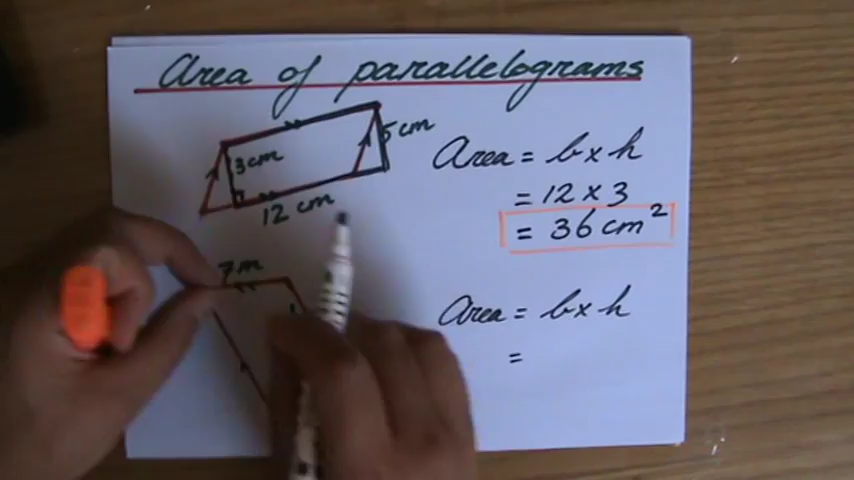 Area of parallelograms
3cm
5cm
12 cm
Area = b x h
= 12 x 3
= 36 cm²
7m
Area = b x h
=